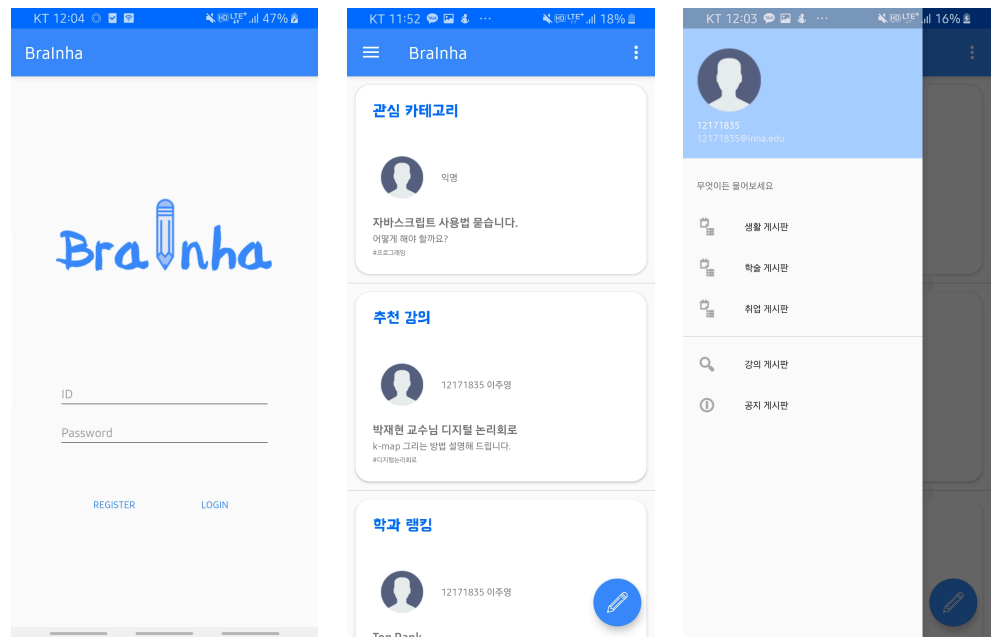 KT 12:04
47%
BraInha
BraInha
ID
Password
REGISTER
LOGIN
KT 11:52
18%
BraInha
관심 카테고리
익명
자바스크립트 사용법 묻습니다.
어떻게 해야 할까요?
#프로그래밍
추천 강의
12171835 이주영
박재현 교수님 디지털 논리회로
k-map 그리는 방법 설명해 드립니다.
#디지털논리회로
학과 랭킹
12171835 이주영
Top Rank
KT 12:03
16%
12171835
12171835@inha.edu
무엇이든 물어보세요
생활 게시판
학술 게시판
취업 게시판
강의 게시판
공지 게시판